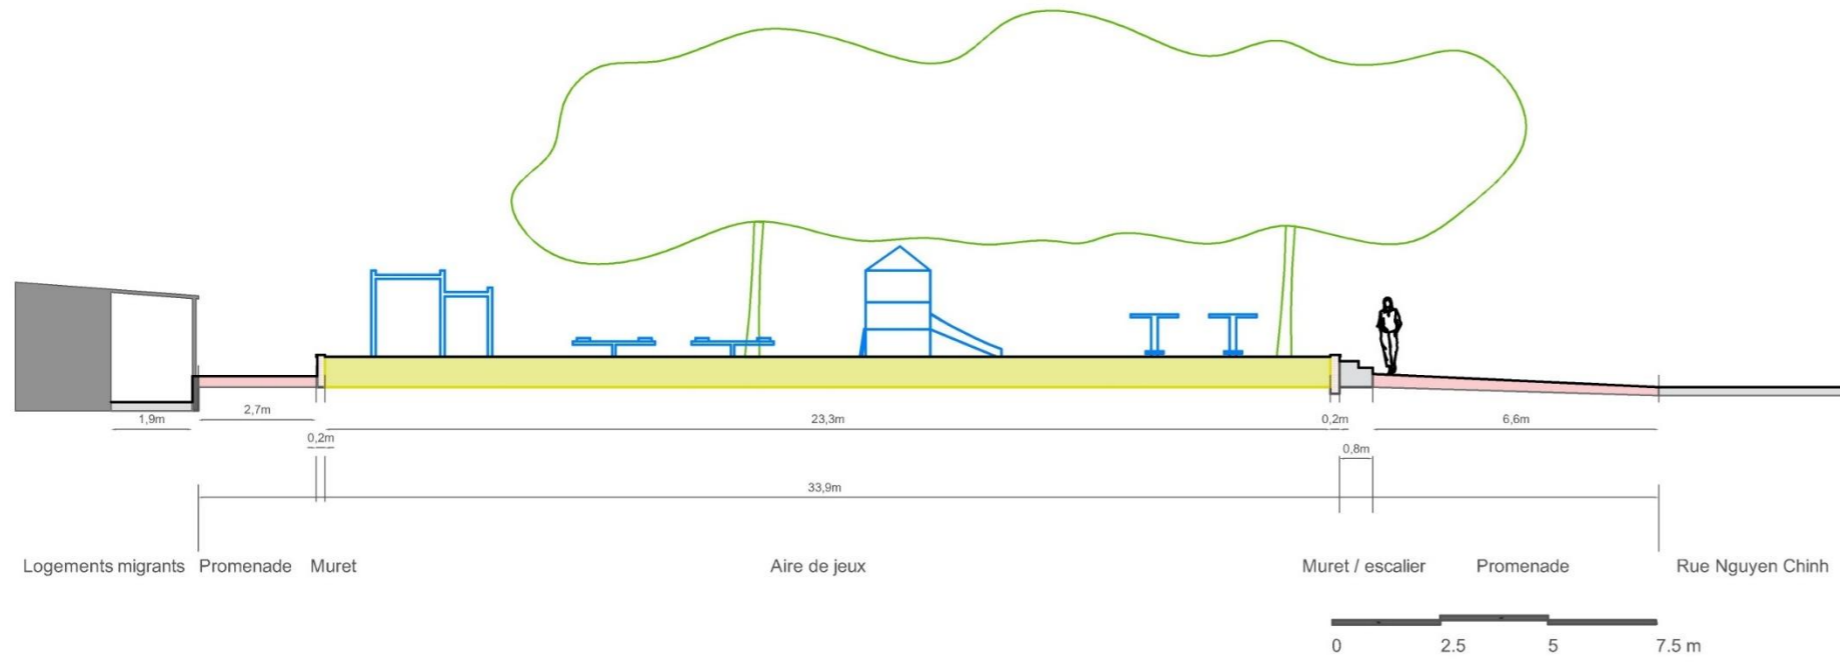 1,9m
2,7m
0,2m
23,3m
0,2m
6,6m
0,8m
33,9m
Logements migrants
Promenade
Muret
Aire de jeux
Muret / escalier
Promenade
Rue Nguyen Chinh
0 2.5 5 7.5 m